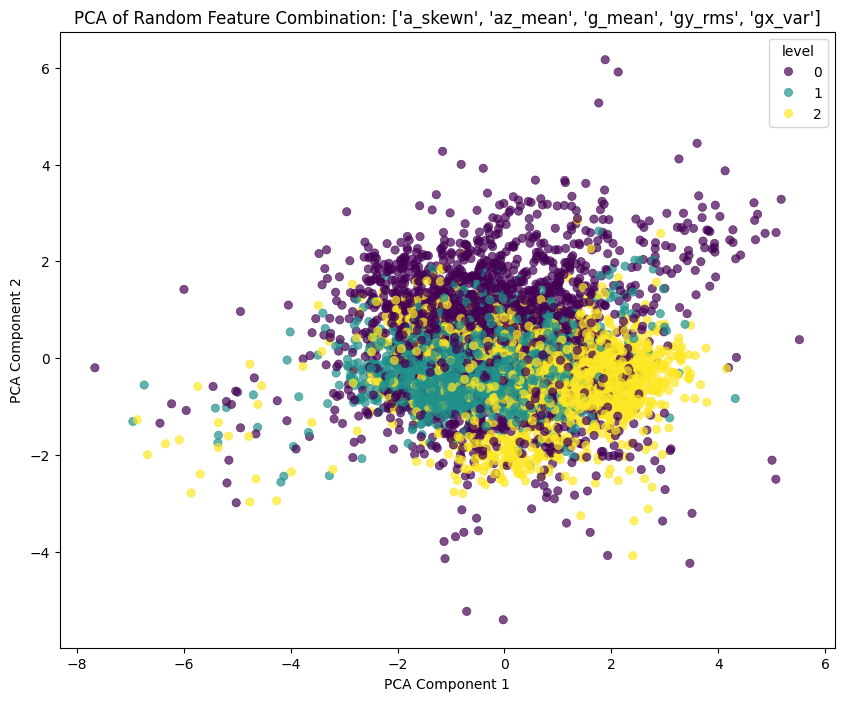 PCA of Random Feature Combination: ['a_skewn', 'az_mean', 'g_mean', 'gy_rms', 'gx_var']
level
0
1
2
6
4
2
0
−2
−4
PCA Component 2
−8 −6 −4 −2 0 2 4 6
PCA Component 1